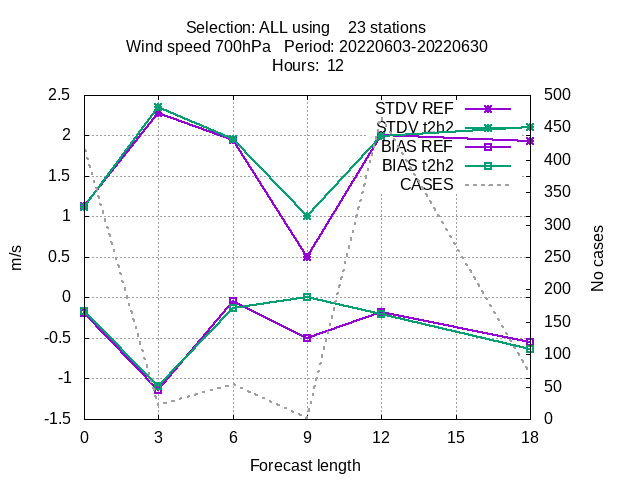 Selection: ALL using    23 stations
Wind speed 700hPa   Period: 20220603-20220630
Hours:  12
2.5
2
1.5
1
0.5
0
-0.5
-1
-1.5
m/s
500
450
400
350
300
250
200
150
100
50
0
No cases
STDV REF
STDV t2h2
BIAS REF
BIAS t2h2
CASES
0 3 6 9 12 15 18
Forecast length